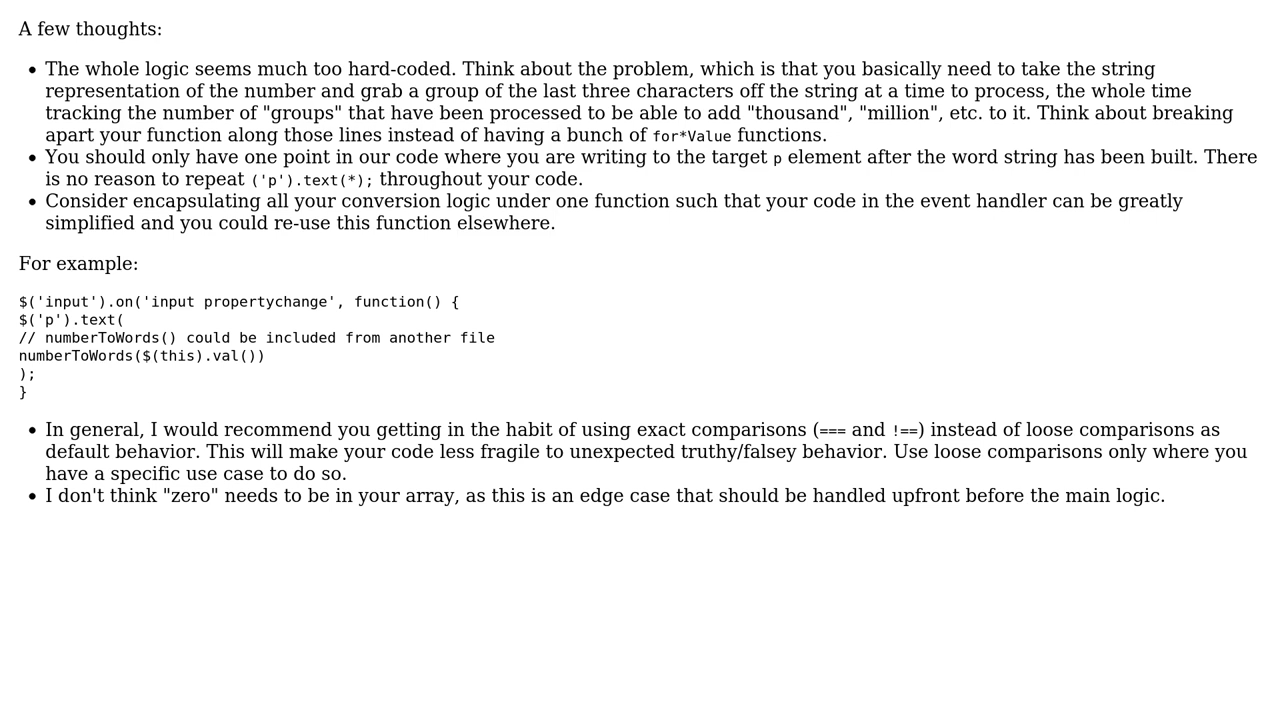 A few thoughts:
• The whole logic seems much too hard-coded. Think about the problem, which is that you basically need to take the string
representation of the number and grab a group of the last three characters off the string at a time to process, the whole time
tracking the number of "groups" that have been processed to be able to add "thousand", "million", etc. to it. Think about breaking
apart your function along those lines instead of having a bunch of for*Value functions.
• You should only have one point in our code where you are writing to the target p element after the word string has been built. There
is no reason to repeat ('p').text(*); throughout your code.
• Consider encapsulating all your conversion logic under one function such that your code in the event handler can be greatly
simplified and you could re-use this function elsewhere.
For example:
$('input').on('input propertychange', function() {
$('p').text(
// numberToWords() could be included from another file
numberToWords($(this).val())
);
}
• In general, I would recommend you getting in the habit of using exact comparisons (=== and !==) instead of loose comparisons as
default behavior. This will make your code less fragile to unexpected truthy/falsey behavior. Use loose comparisons only where you
have a specific use case to do so.
• I don't think "zero" needs to be in your array, as this is an edge case that should be handled upfront before the main logic.